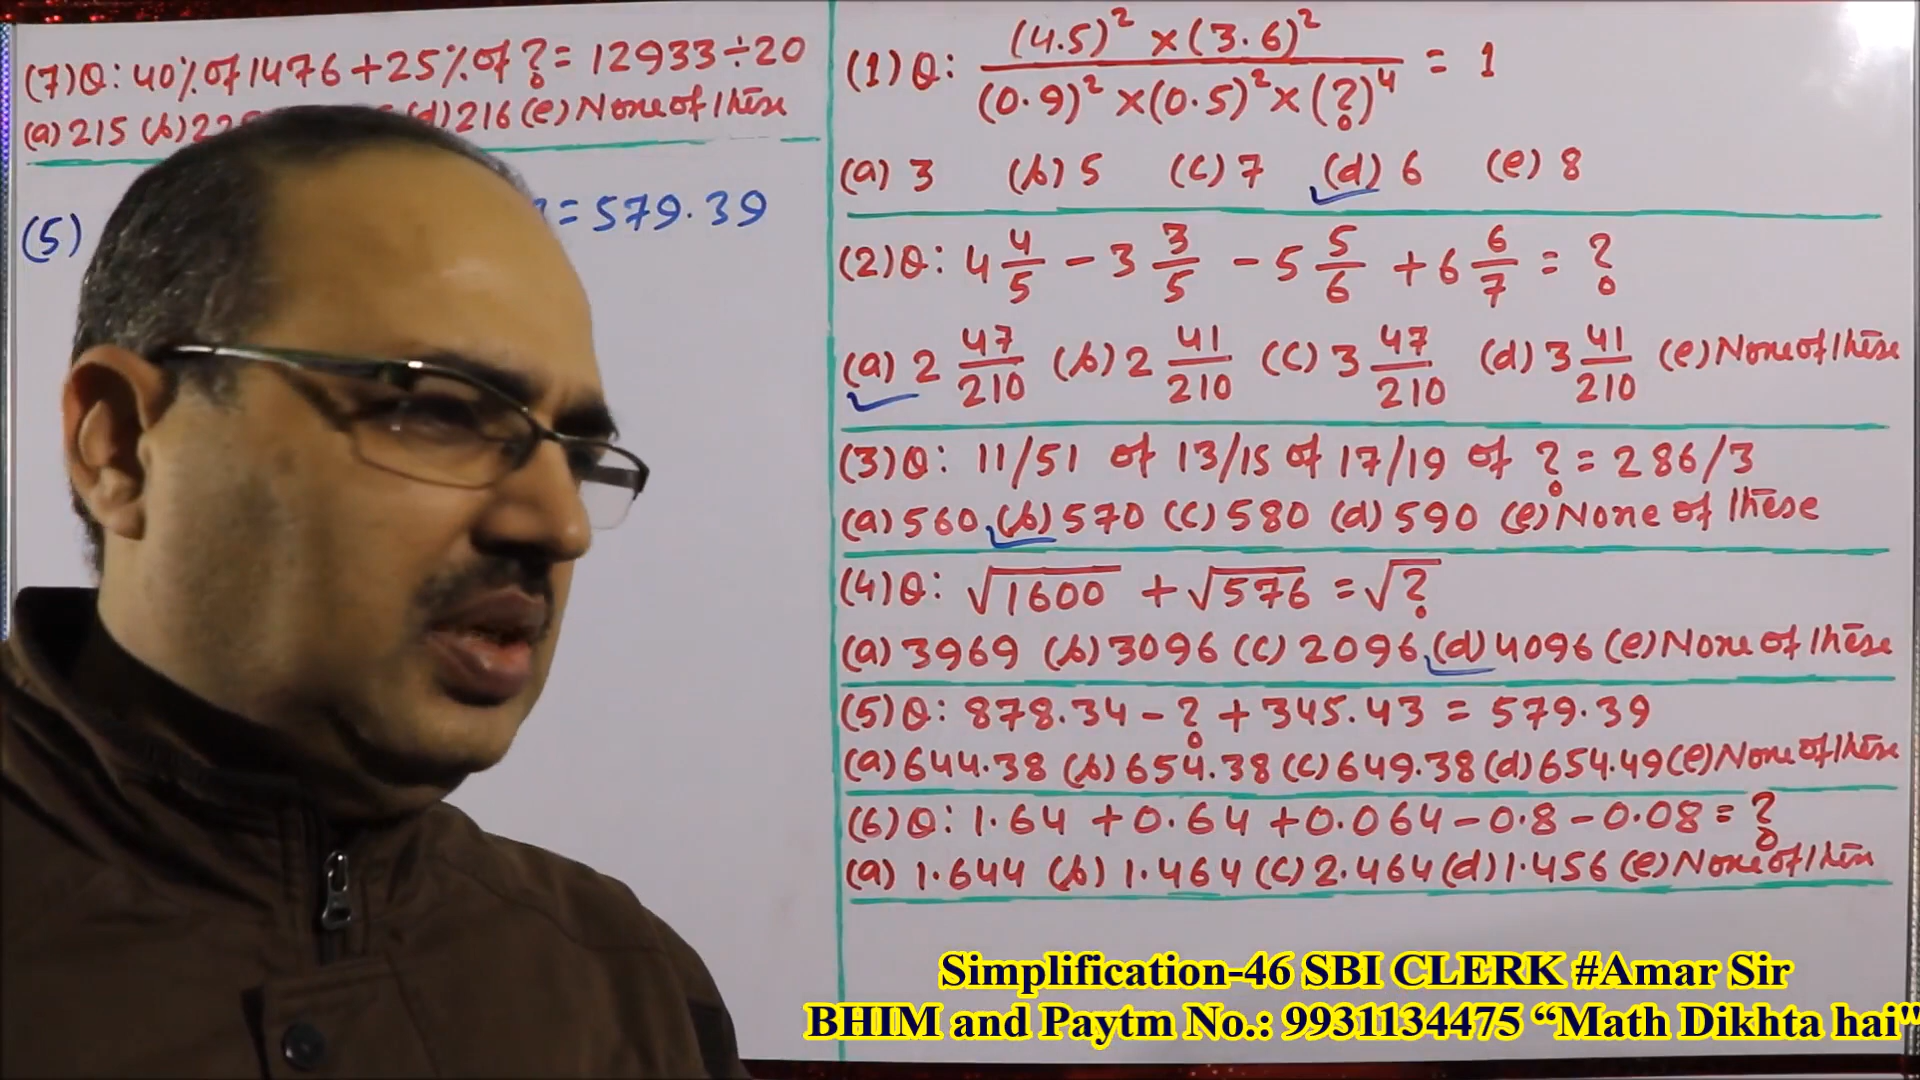 (7)Q: 40% of 1476 + 25% of ? = 12933 ÷ 20
(a) 215 (b) (d) 216 (e) None of these
(5) = 579.39
(1)Q: (4.5)² × (3.6)² / (0.9)² × (0.5)² × (?)⁴ = 1
(a) 3 (b) 5 (c) 7 (d) 6 (e) 8
(2)Q: 4 4/5 - 3 3/5 - 5 5/6 + 6 6/7 = ?
(a) 2 47/210 (b) 2 41/210 (c) 3 47/210 (d) 3 41/210 (e) None of these
(3)Q: 11/51 of 13/15 of 17/19 of ? = 286/3
(a) 560 (b) 570 (c) 580 (d) 590 (e) None of these
(4)Q: √1600 + √576 = √?
(a) 3969 (b) 3096 (c) 2096 (d) 4096 (e) None of these
(5)Q: 878.34 - ? + 345.43 = 579.39
(a) 644.38 (b) 654.38 (c) 649.38 (d) 654.49 (e) None of these
(6)Q: 1.64 + 0.64 + 0.064 - 0.8 - 0.08 = ?
(a) 1.644 (b) 1.464 (c) 2.464 (d) 1.456 (e) None of these
Simplification-46 SBI CLERK #Amar Sir
BHIM and Paytm No.: 9931134475 “Math Dikhta hai"